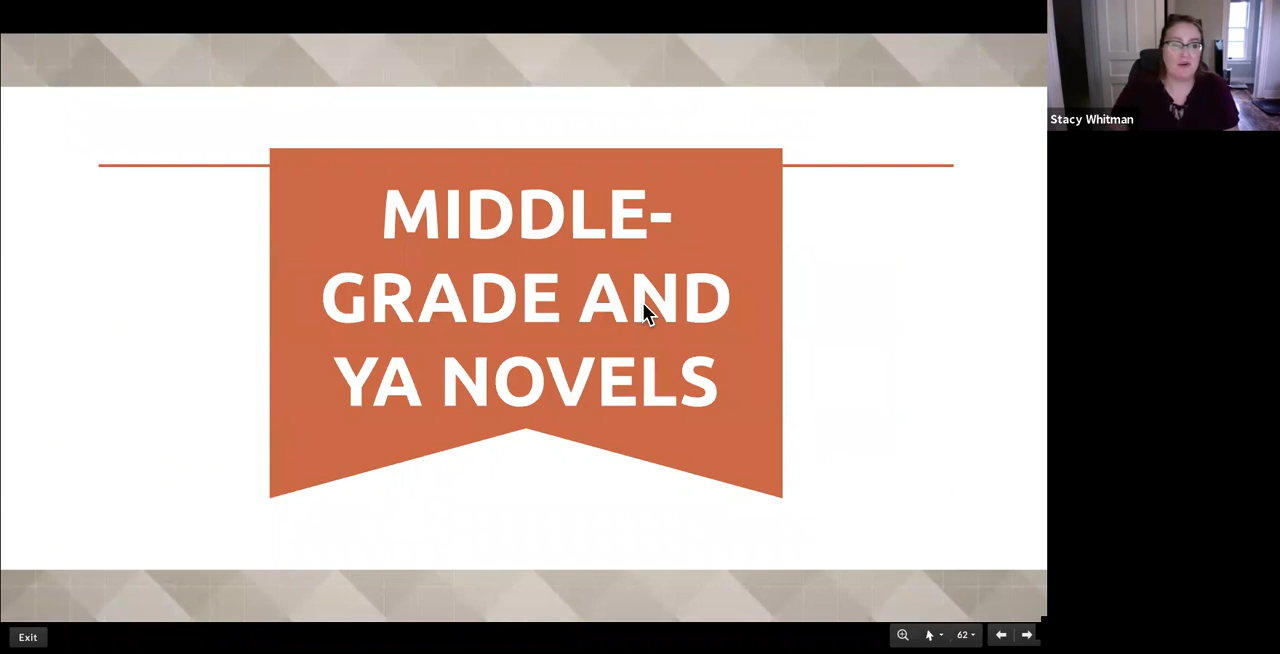 MIDDLE-
GRADE AND
YA NOVELS
Stacy Whitman
Exit
62